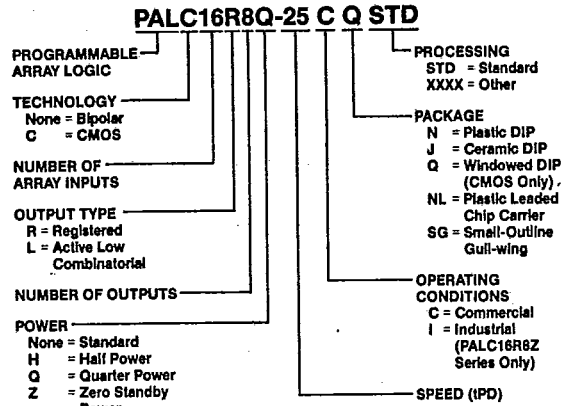 PALC16R8Q-25 C Q STD
PROGRAMMABLE
ARRAY LOGIC
TECHNOLOGY
None = Bipolar
C = CMOS
NUMBER OF
ARRAY INPUTS
OUTPUT TYPE
R = Registered
L = Active Low
Combinatorial
NUMBER OF OUTPUTS
POWER
None = Standard
H = Half Power
Q = Quarter Power
Z = Zero Standby
PROCESSING
STD = Standard
XXXX = Other
PACKAGE
N = Plastic DIP
J = Ceramic DIP
Q = Windowed DIP
(CMOS Only)
NL = Plastic Leaded
Chip Carrier
SG = Small-Outline
Gull-wing
OPERATING
CONDITIONS
C = Commercial
I = Industrial
(PALC16R8Z
Series Only)
SPEED (tPD)